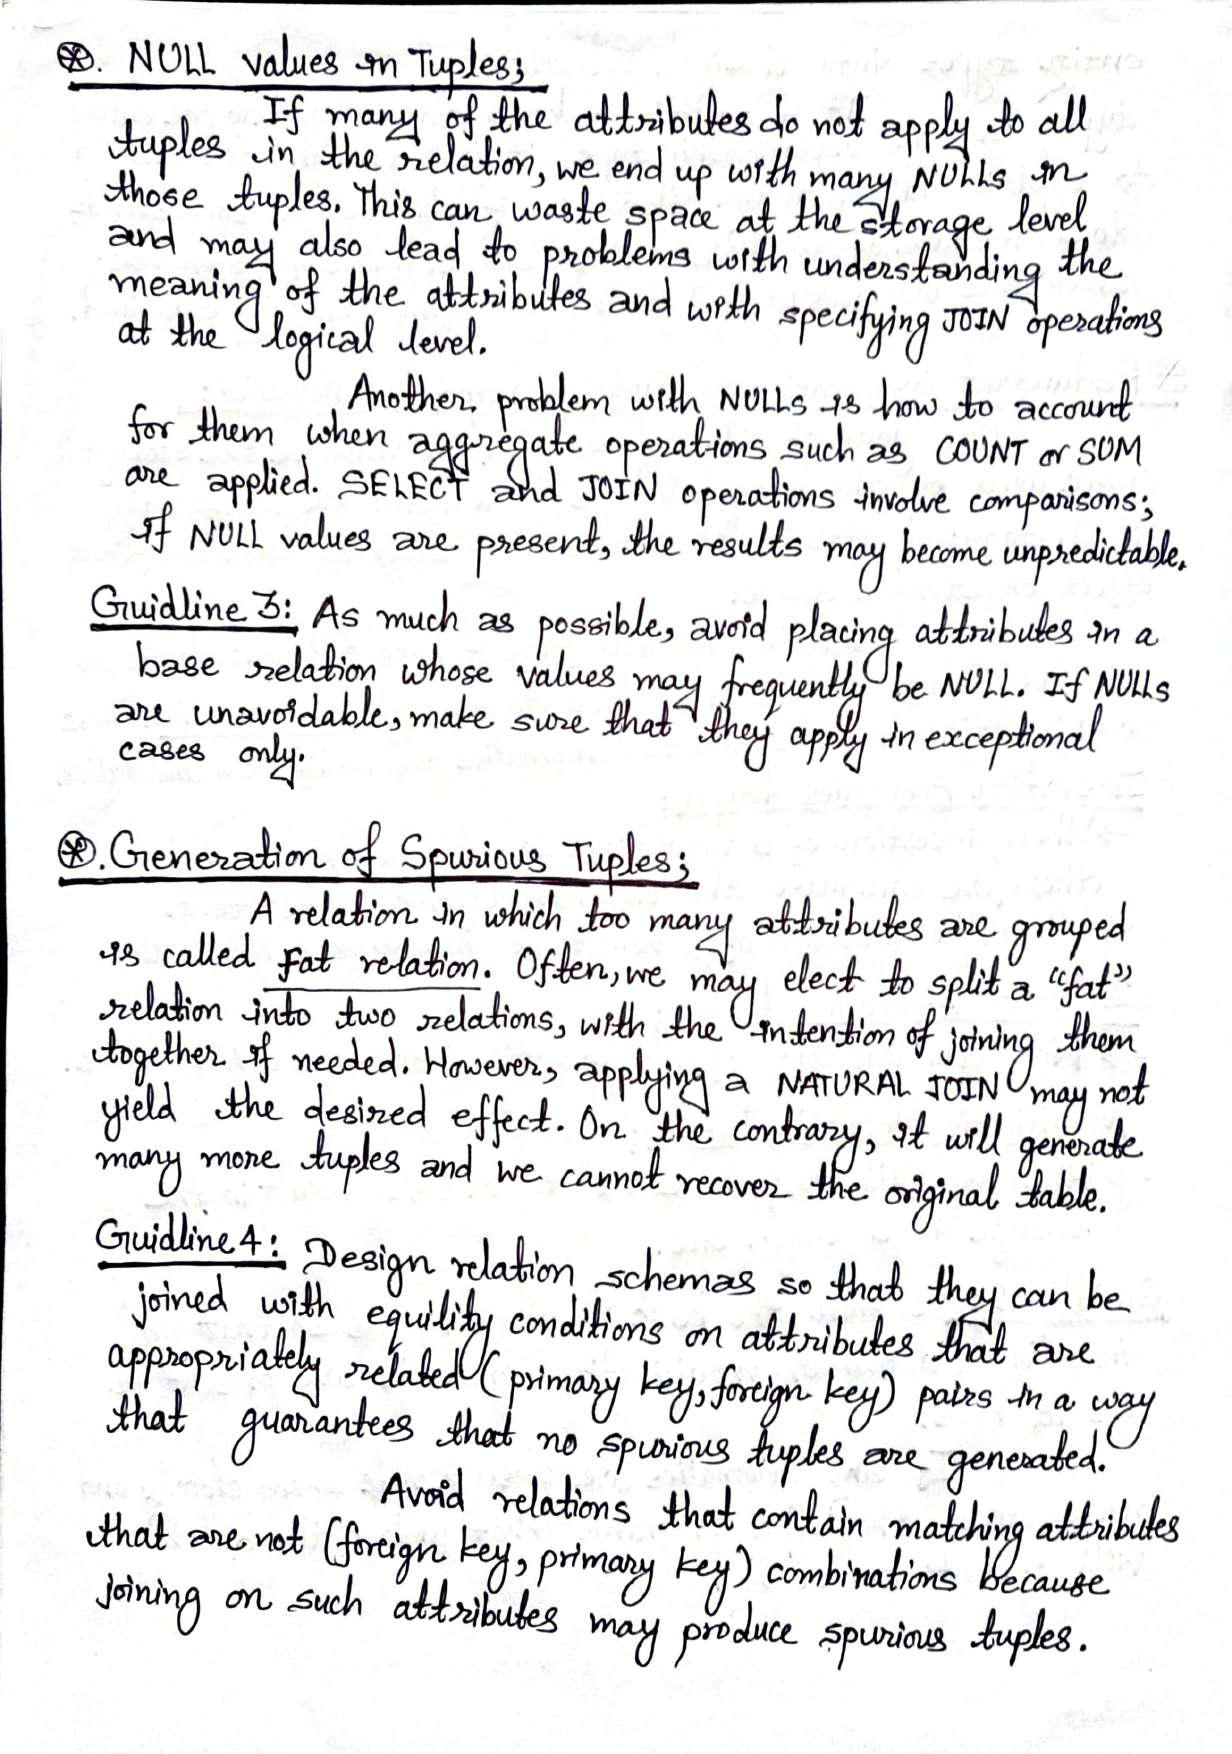 ⊛. NULL values in Tuples;
If many of the attributes do not apply to all
tuples in the relation, we end up with many NULLs in
those tuples. This can waste space at the storage level
and may also lead to problems with understanding the
meaning of the attributes and with specifying JOIN operations
at the logical level.
Another problem with NULLs is how to account
for them when aggregate operations such as COUNT or SUM
are applied. SELECT and JOIN operations involve comparisons;
if NULL values are present, the results may become unpredictable.
Guidline 3: As much as possible, avoid placing attributes in a
base relation whose values may frequently be NULL. If NULLs
are unavoidable, make sure that they apply in exceptional
cases only.
⊛. Generation of Spurious Tuples;
A relation in which too many attributes are grouped
is called Fat relation. Often, we may elect to split a "fat"
relation into two relations, with the intention of joining them
together if needed. However, applying a NATURAL JOIN may not
yield the desired effect. On the contrary, it will generate
many more tuples and we cannot recover the original table.
Guidline 4: Design relation schemas so that they can be
joined with equility conditions on attributes that are
appropriately related (primary key, foreign key) pairs in a way
that guarantees that no spurious tuples are generated.
Avoid relations that contain matching attributes
that are not (foreign key, primary key) combinations because
joining on such attributes may produce spurious tuples.